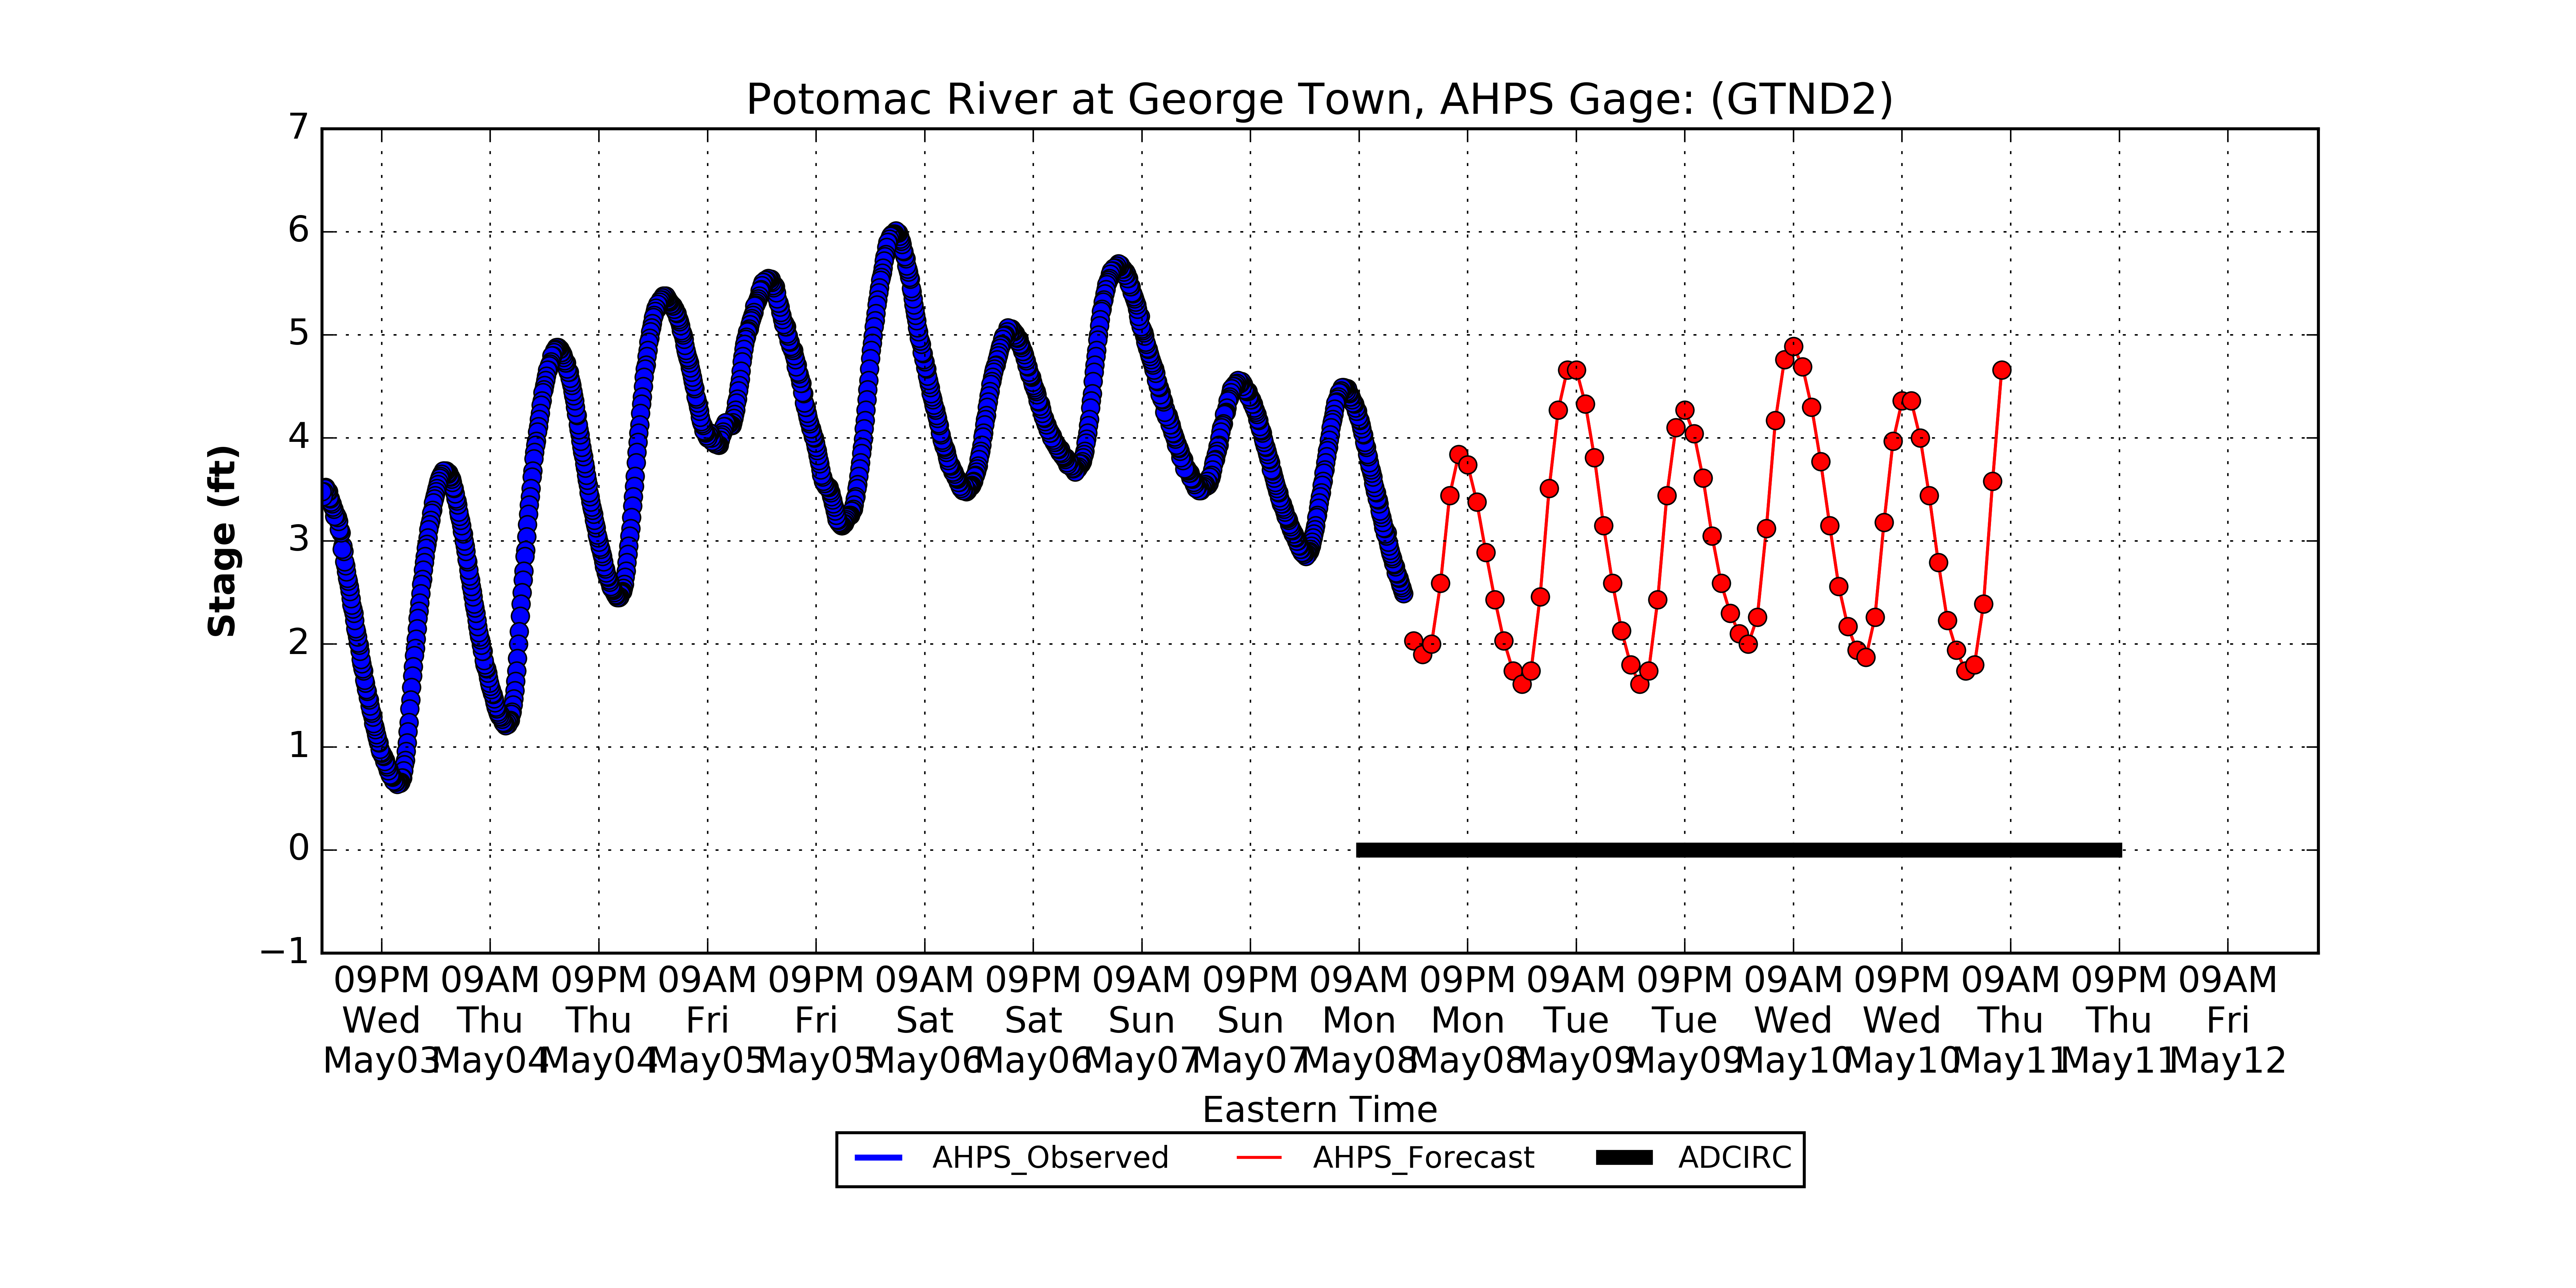 Potomac River at George Town, AHPS Gage: (GTND2)
7
6
5
4
3
2
1
0
−1
Stage (ft)
09PM 09AM 09PM 09AM 09PM 09AM 09PM 09AM 09PM 09AM 09PM 09AM 09PM 09AM 09PM 09AM 09PM 09AM
Wed Thu Thu Fri Fri Sat Sat Sun Sun Mon Mon Tue Tue Wed Wed Thu Thu Fri
May03 May04 May04 May05 May05 May06 May06 May07 May07 May08 May08 May09 May09 May10 May10 May11 May11 May12
Eastern Time
AHPS_Observed AHPS_Forecast ADCIRC